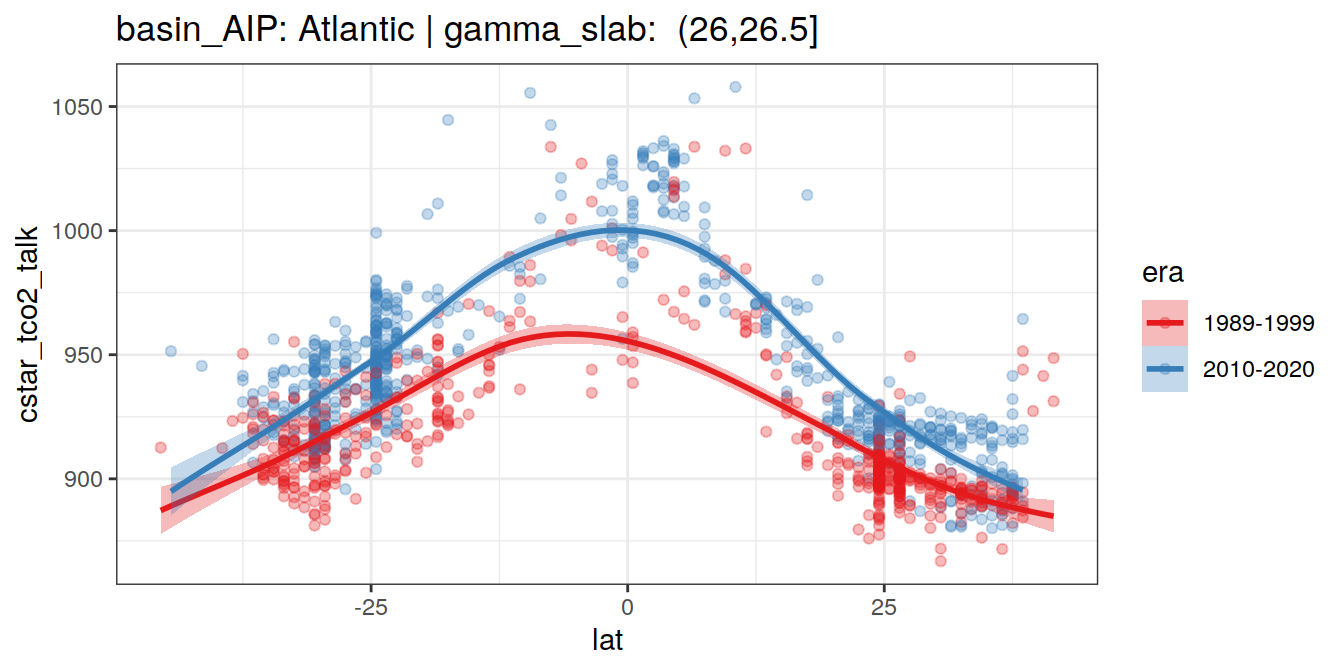 basin_AIP: Atlantic | gamma_slab:  (26,26.5]
cstar_tco2_talk
1050
1000
950
900
-25
0
25
lat
era
1989-1999
2010-2020